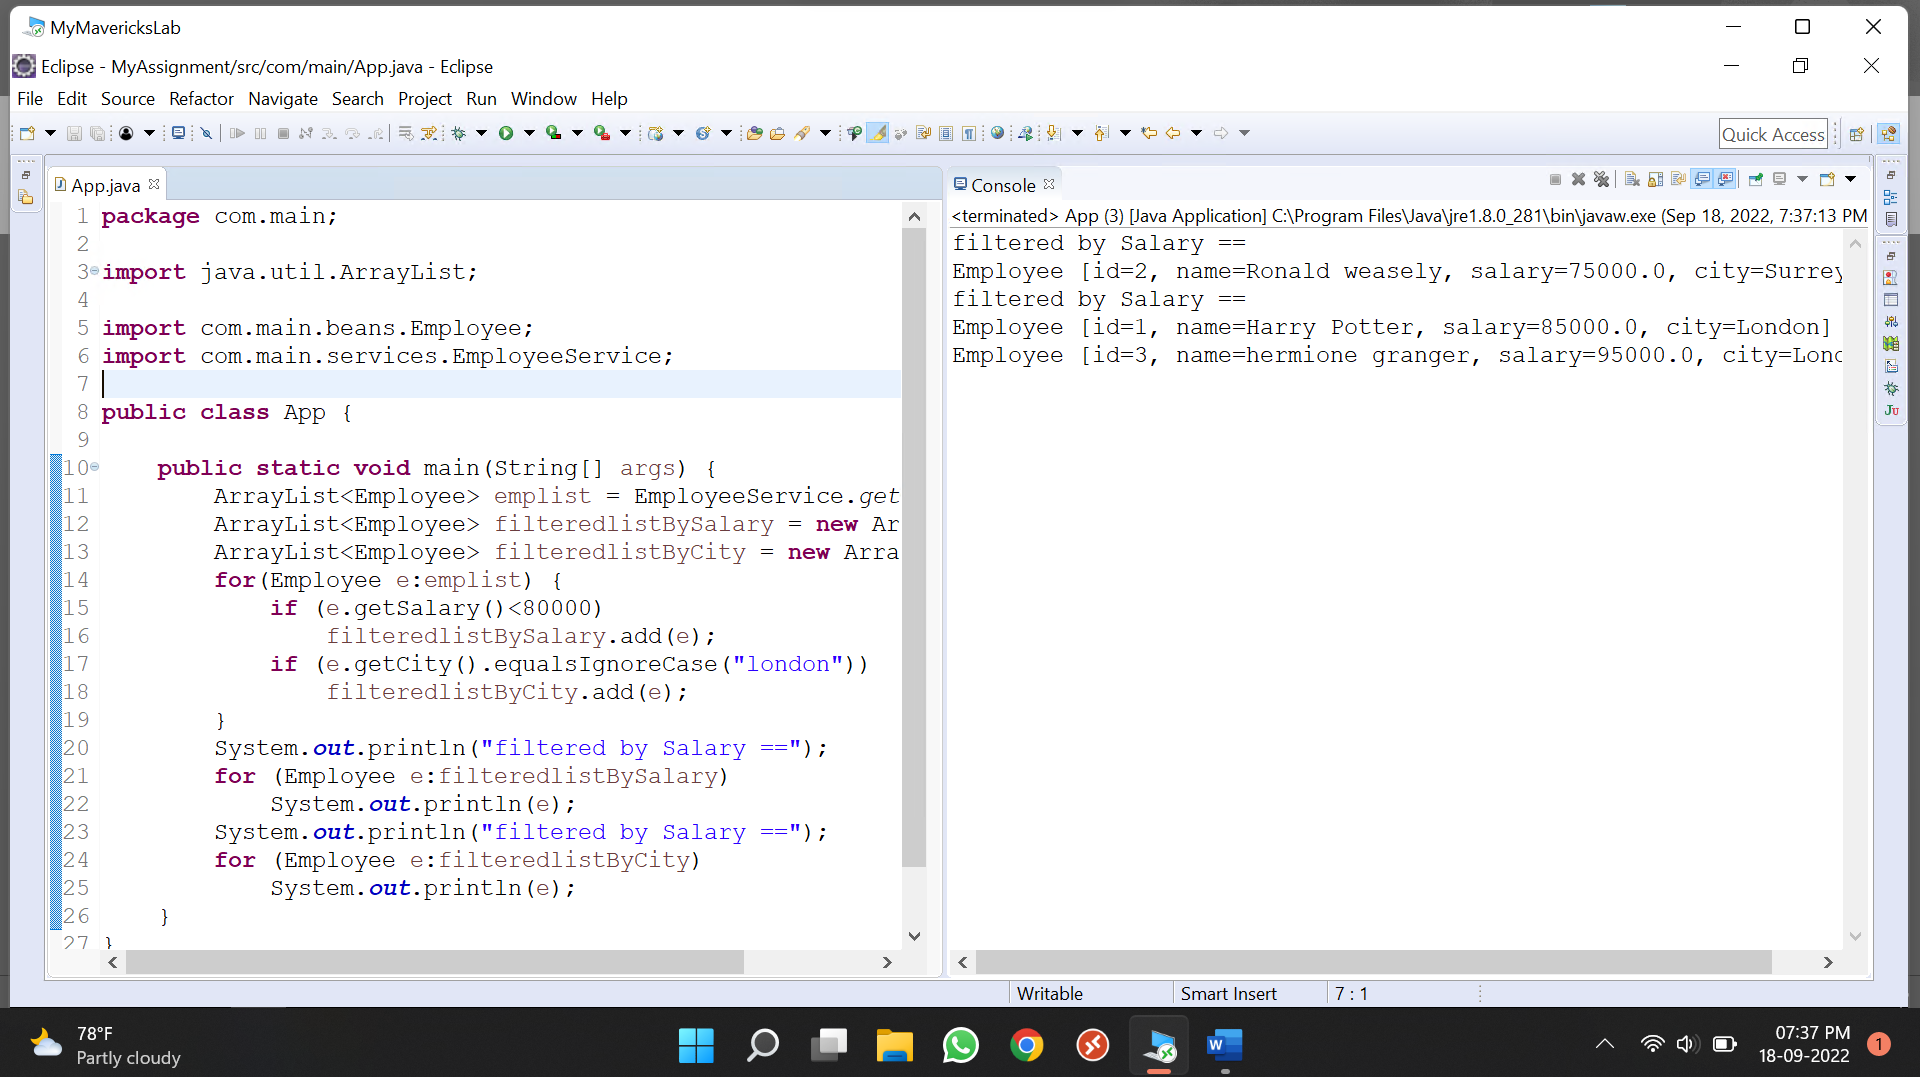 MyMavericksLab
Eclipse - MyAssignment/src/com/main/App.java - Eclipse
File Edit Source Refactor Navigate Search Project Run Window Help
Quick Access
App.java
1 package com.main;
2
3 import java.util.ArrayList;
4
5 import com.main.beans.Employee;
6 import com.main.services.EmployeeService;
7
8 public class App {
9
10 public static void main(String[] args) {
11 ArrayList<Employee> emplist = EmployeeService.get
12 ArrayList<Employee> filteredlistBySalary = new Ar
13 ArrayList<Employee> filteredlistByCity = new Arra
14 for(Employee e:emplist) {
15 if (e.getSalary()<80000)
16 filteredlistBySalary.add(e);
17 if (e.getCity().equalsIgnoreCase("london"))
18 filteredlistByCity.add(e);
19 }
20 System.out.println("filtered by Salary ==");
21 for (Employee e:filteredlistBySalary)
22 System.out.println(e);
23 System.out.println("filtered by Salary ==");
24 for (Employee e:filteredlistByCity)
25 System.out.println(e);
26 }
27 }
Console
<terminated> App (3) [Java Application] C:\Program Files\Java\jre1.8.0_281\bin\javaw.exe (Sep 18, 2022, 7:37:13 PM
filtered by Salary ==
Employee [id=2, name=Ronald weasely, salary=75000.0, city=Surrey
filtered by Salary ==
Employee [id=1, name=Harry Potter, salary=85000.0, city=London]
Employee [id=3, name=hermione granger, salary=95000.0, city=Lond
Writable
Smart Insert
7 : 1
78°F
Partly cloudy
07:37 PM
18-09-2022
1